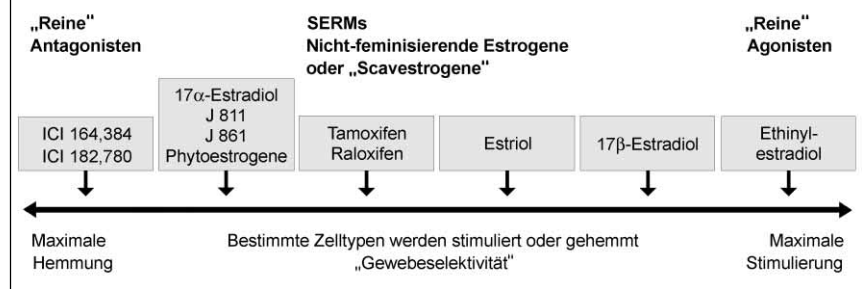 „Reine“
Antagonisten
SERMs
Nicht-feminisierende Estrogene
oder „Scavestrogene“
„Reine“
Agonisten
ICI 164,384
ICI 182,780
17α-Estradiol
J 811
J 861
Phytoestrogene
Tamoxifen
Raloxifen
Estriol
17β-Estradiol
Ethinyl-
estradiol
Maximale
Hemmung
Bestimmte Zelltypen werden stimuliert oder gehemmt
„Gewebeselektivität“
Maximale
Stimulierung